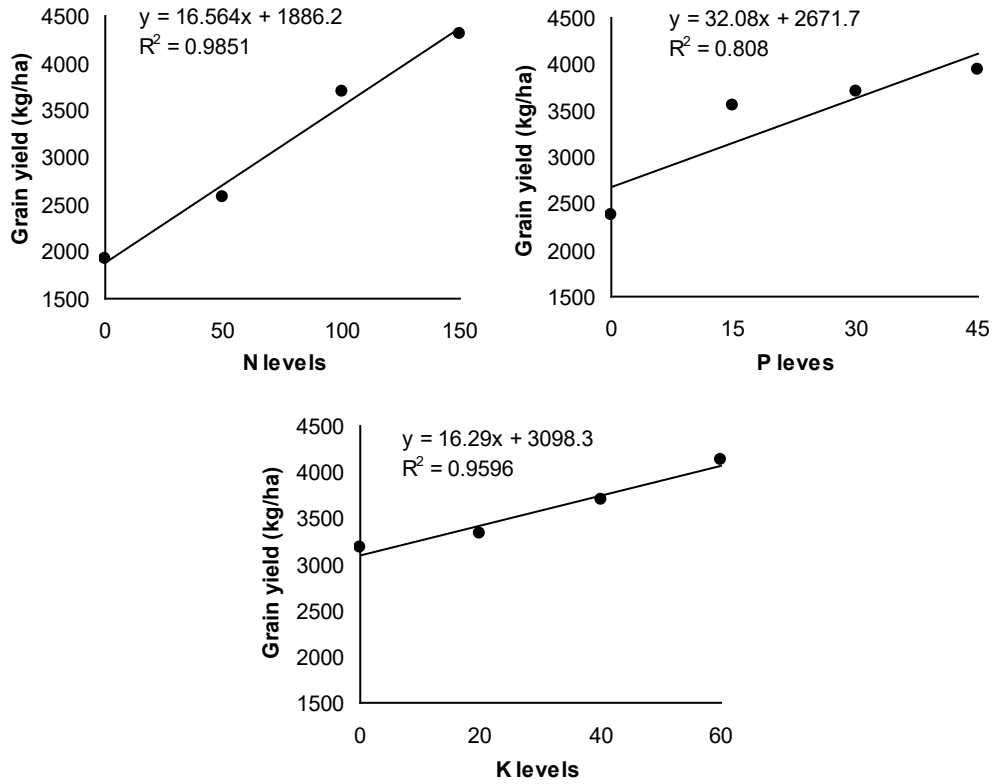 y = 16.564x + 1886.2
R² = 0.9851
Grain yield (kg/ha)
4500
4000
3500
3000
2500
2000
1500
0 50 100 150
N levels
y = 32.08x + 2671.7
R² = 0.808
Grain yield (kg/ha)
4500
4000
3500
3000
2500
2000
1500
0 15 30 45
P leves
y = 16.29x + 3098.3
R² = 0.9596
Grain yield (kg/ha)
4500
4000
3500
3000
2500
2000
1500
0 20 40 60
K levels